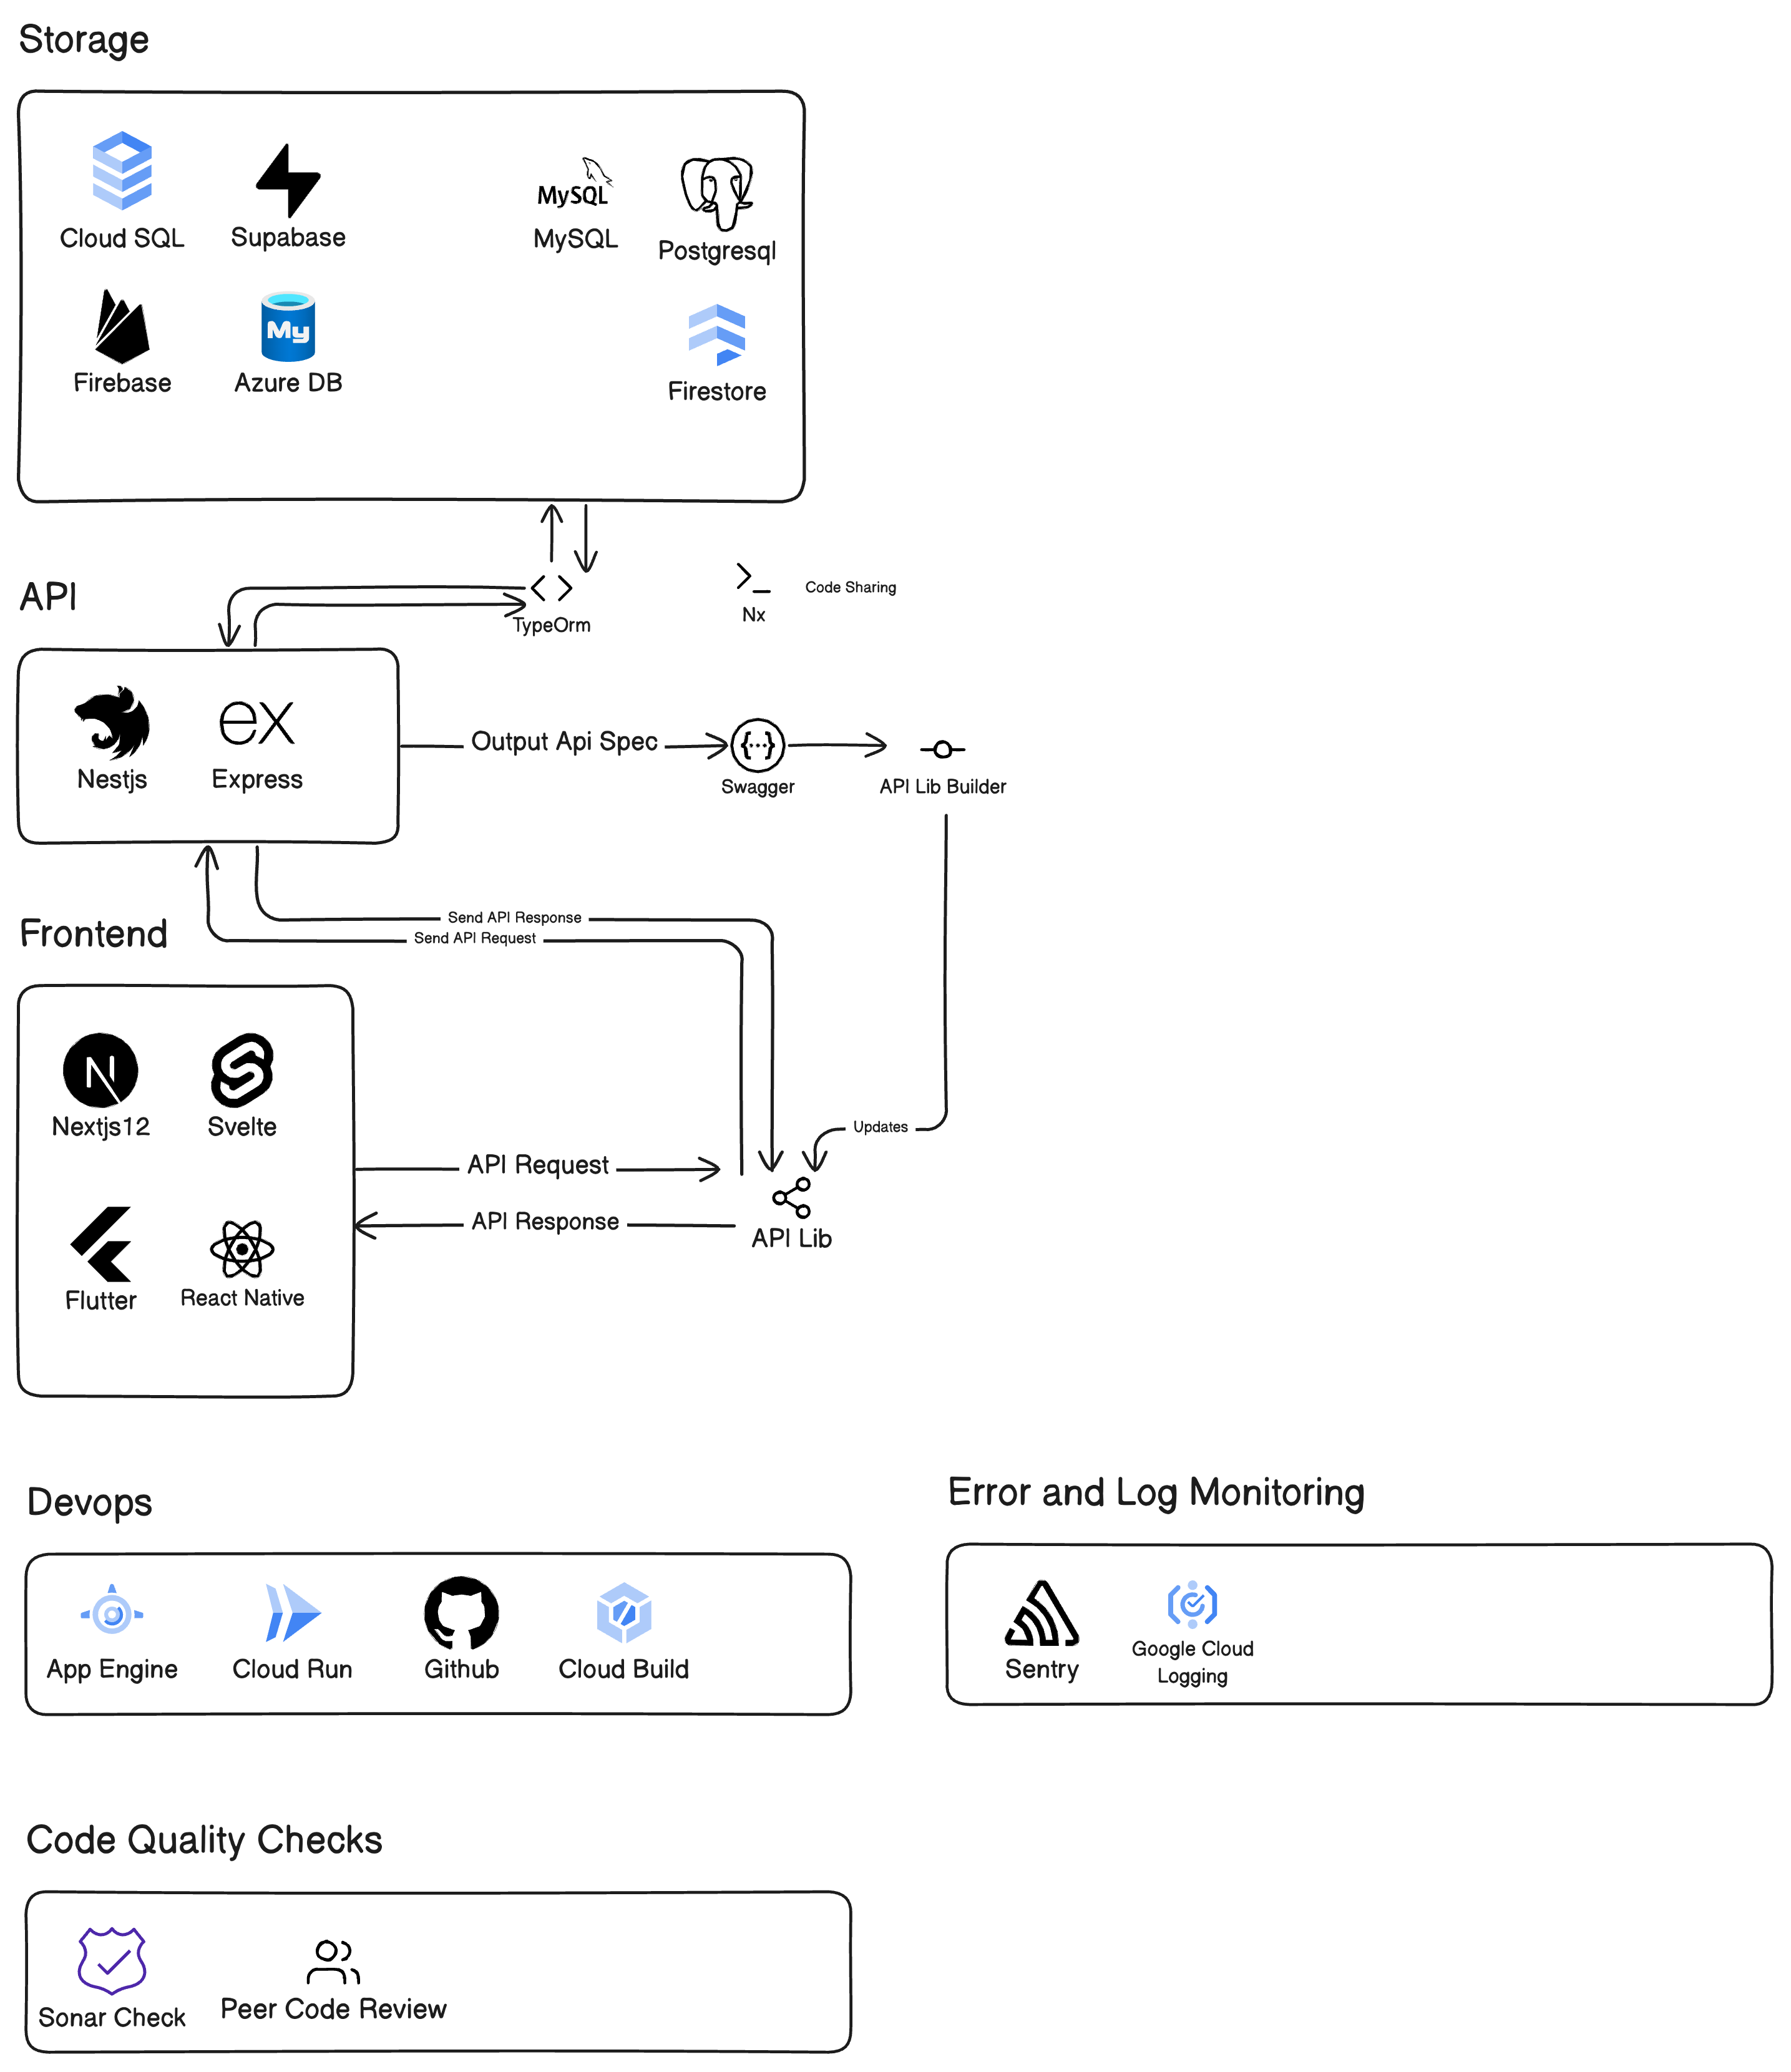 Storage
MySQL
Cloud SQL
Supabase
MySQL
Postgresql
My
Firebase
Azure DB
Firestore
API
TypeOrm
Nx
Code Sharing
ex
Nestjs
Express
Output Api Spec
{...}
Swagger
API Lib Builder
Frontend
Send API Response
Send API Request
N
Nextjs12
Svelte
Updates
API Request
API Response
API Lib
Flutter
React Native
Devops
App Engine
Cloud Run
Github
Cloud Build
Error and Log Monitoring
Sentry
Google Cloud
Logging
Code Quality Checks
Sonar Check
Peer Code Review